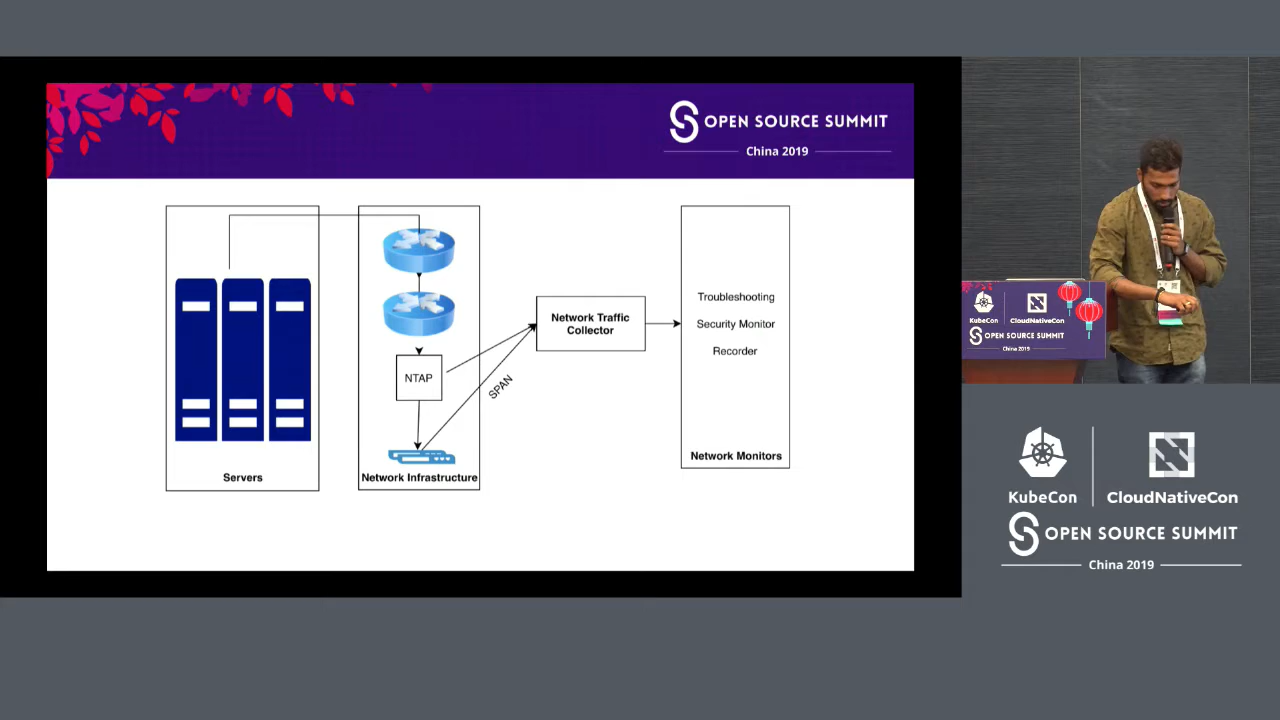 OPEN SOURCE SUMMIT
China 2019
Servers
NTAP
Network Infrastructure
SPAN
Network Traffic
Collector
Troubleshooting
Security Monitor
Recorder
Network Monitors
KubeCon
CloudNativeCon
OPEN SOURCE SUMMIT
China 2019
KubeCon
CloudNativeCon
OPEN SOURCE SUMMIT
China 2019